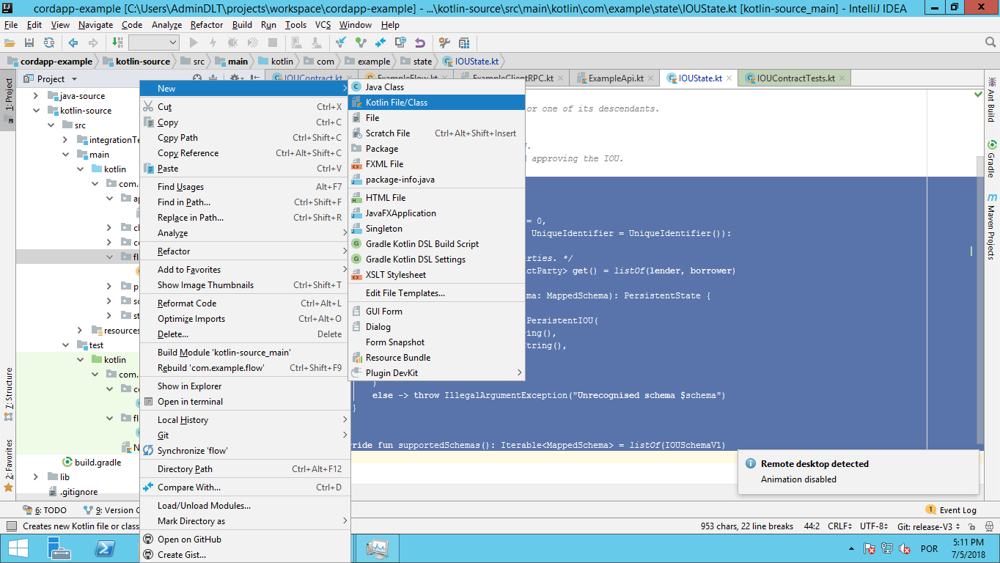 cordapp-example [C:\Users\AdminDLT\projects\workspace\cordapp-example] - ...\kotlin-source\src\main\kotlin\com\example\state\IOUState.kt [kotlin-source_main] - IntelliJ IDEA
File Edit View Navigate Code Analyze Refactor Build Run Tools VCS Window Help
cordapp-example kotlin-source src main kotlin com example state IOUState.kt
Project
IOUContract.kt ExampleFlow.kt ExampleClientRPC.kt ExampleApi.kt IOUState.kt IOUContractTests.kt
1: Project
7: Structure
2: Favorites
java-source
kotlin-source
src
integrationTe
main
kotlin
com.
ap
cl
co
fl
p
sc
st
resources
test
kotlin
com.
co
fl
N
build.gradle
lib
.gitignore
New
Cut Ctrl+X
Copy Ctrl+C
Copy Path Ctrl+Shift+C
Copy Reference Ctrl+Alt+Shift+C
Paste Ctrl+V
Find Usages Alt+F7
Find in Path... Ctrl+Shift+F
Replace in Path... Ctrl+Shift+R
Analyze
Refactor
Add to Favorites
Show Image Thumbnails Ctrl+Shift+T
Reformat Code Ctrl+Alt+L
Optimize Imports Ctrl+Alt+O
Delete... Delete
Build Module 'kotlin-source_main'
Rebuild 'com.example.flow' Ctrl+Shift+F9
Show in Explorer
Open in terminal
Local History
Git
Synchronize 'flow'
Directory Path Ctrl+Alt+F12
Compare With... Ctrl+D
Load/Unload Modules...
Mark Directory as
Open on GitHub
Create Gist...
Java Class
Kotlin File/Class
File
Scratch File Ctrl+Alt+Shift+Insert
Package
FXML File
package-info.java
HTML File
JavaFXApplication
Singleton
Gradle Kotlin DSL Build Script
Gradle Kotlin DSL Settings
XSLT Stylesheet
Edit File Templates...
GUI Form
Dialog
Form Snapshot
Resource Bundle
Plugin DevKit
or one of its descendants.
.
approving the IOU.
= 0,
UniqueIdentifier = UniqueIdentifier()):
rties. */
ctParty> get() = listOf(lender, borrower)
ma: MappedSchema): PersistentState {
PersistentIOU(
ring(),
String(),
)
else -> throw IllegalArgumentException("Unrecognised schema $schema")
}
ride fun supportedSchemas(): Iterable<MappedSchema> = listOf(IOUSchemaV1)
Ant Build
Gradle
Maven Projects
Remote desktop detected
Animation disabled
6: TODO 9: Version C
1 Event Log
Creates new Kotlin file or class
953 chars, 22 line breaks 44:2 CRLF UTF-8 Git: release-V3
POR
5:11 PM
7/5/2018